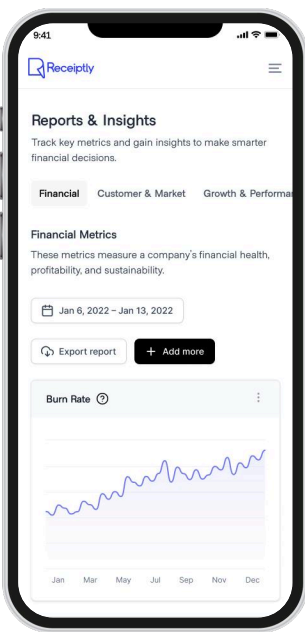 9:41
Receiptly
Reports & Insights
Track key metrics and gain insights to make smarter
financial decisions.
Financial Customer & Market Growth & Performa
Financial Metrics
These metrics measure a company's financial health,
profitability, and sustainability.
Jan 6, 2022 – Jan 13, 2022
Export report + Add more
Burn Rate ?
Jan Mar May Jul Sep Nov Dec